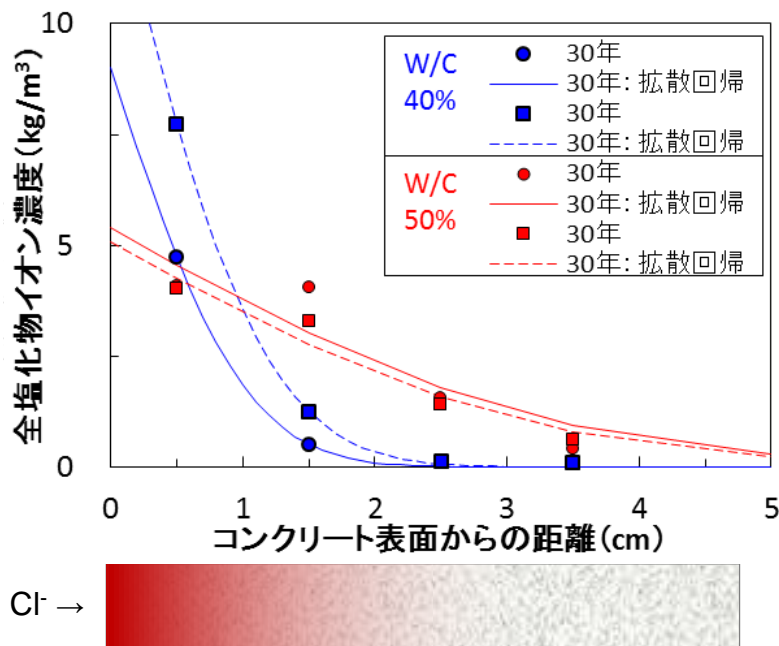 10
5
0
全塩化物イオン濃度(kg/m³)
W/C
40%
30年
30年: 拡散回帰
30年
30年: 拡散回帰
W/C
50%
30年
30年: 拡散回帰
30年
30年: 拡散回帰
0 1 2 3 4 5
コンクリート表面からの距離(cm)
Cl⁻ →